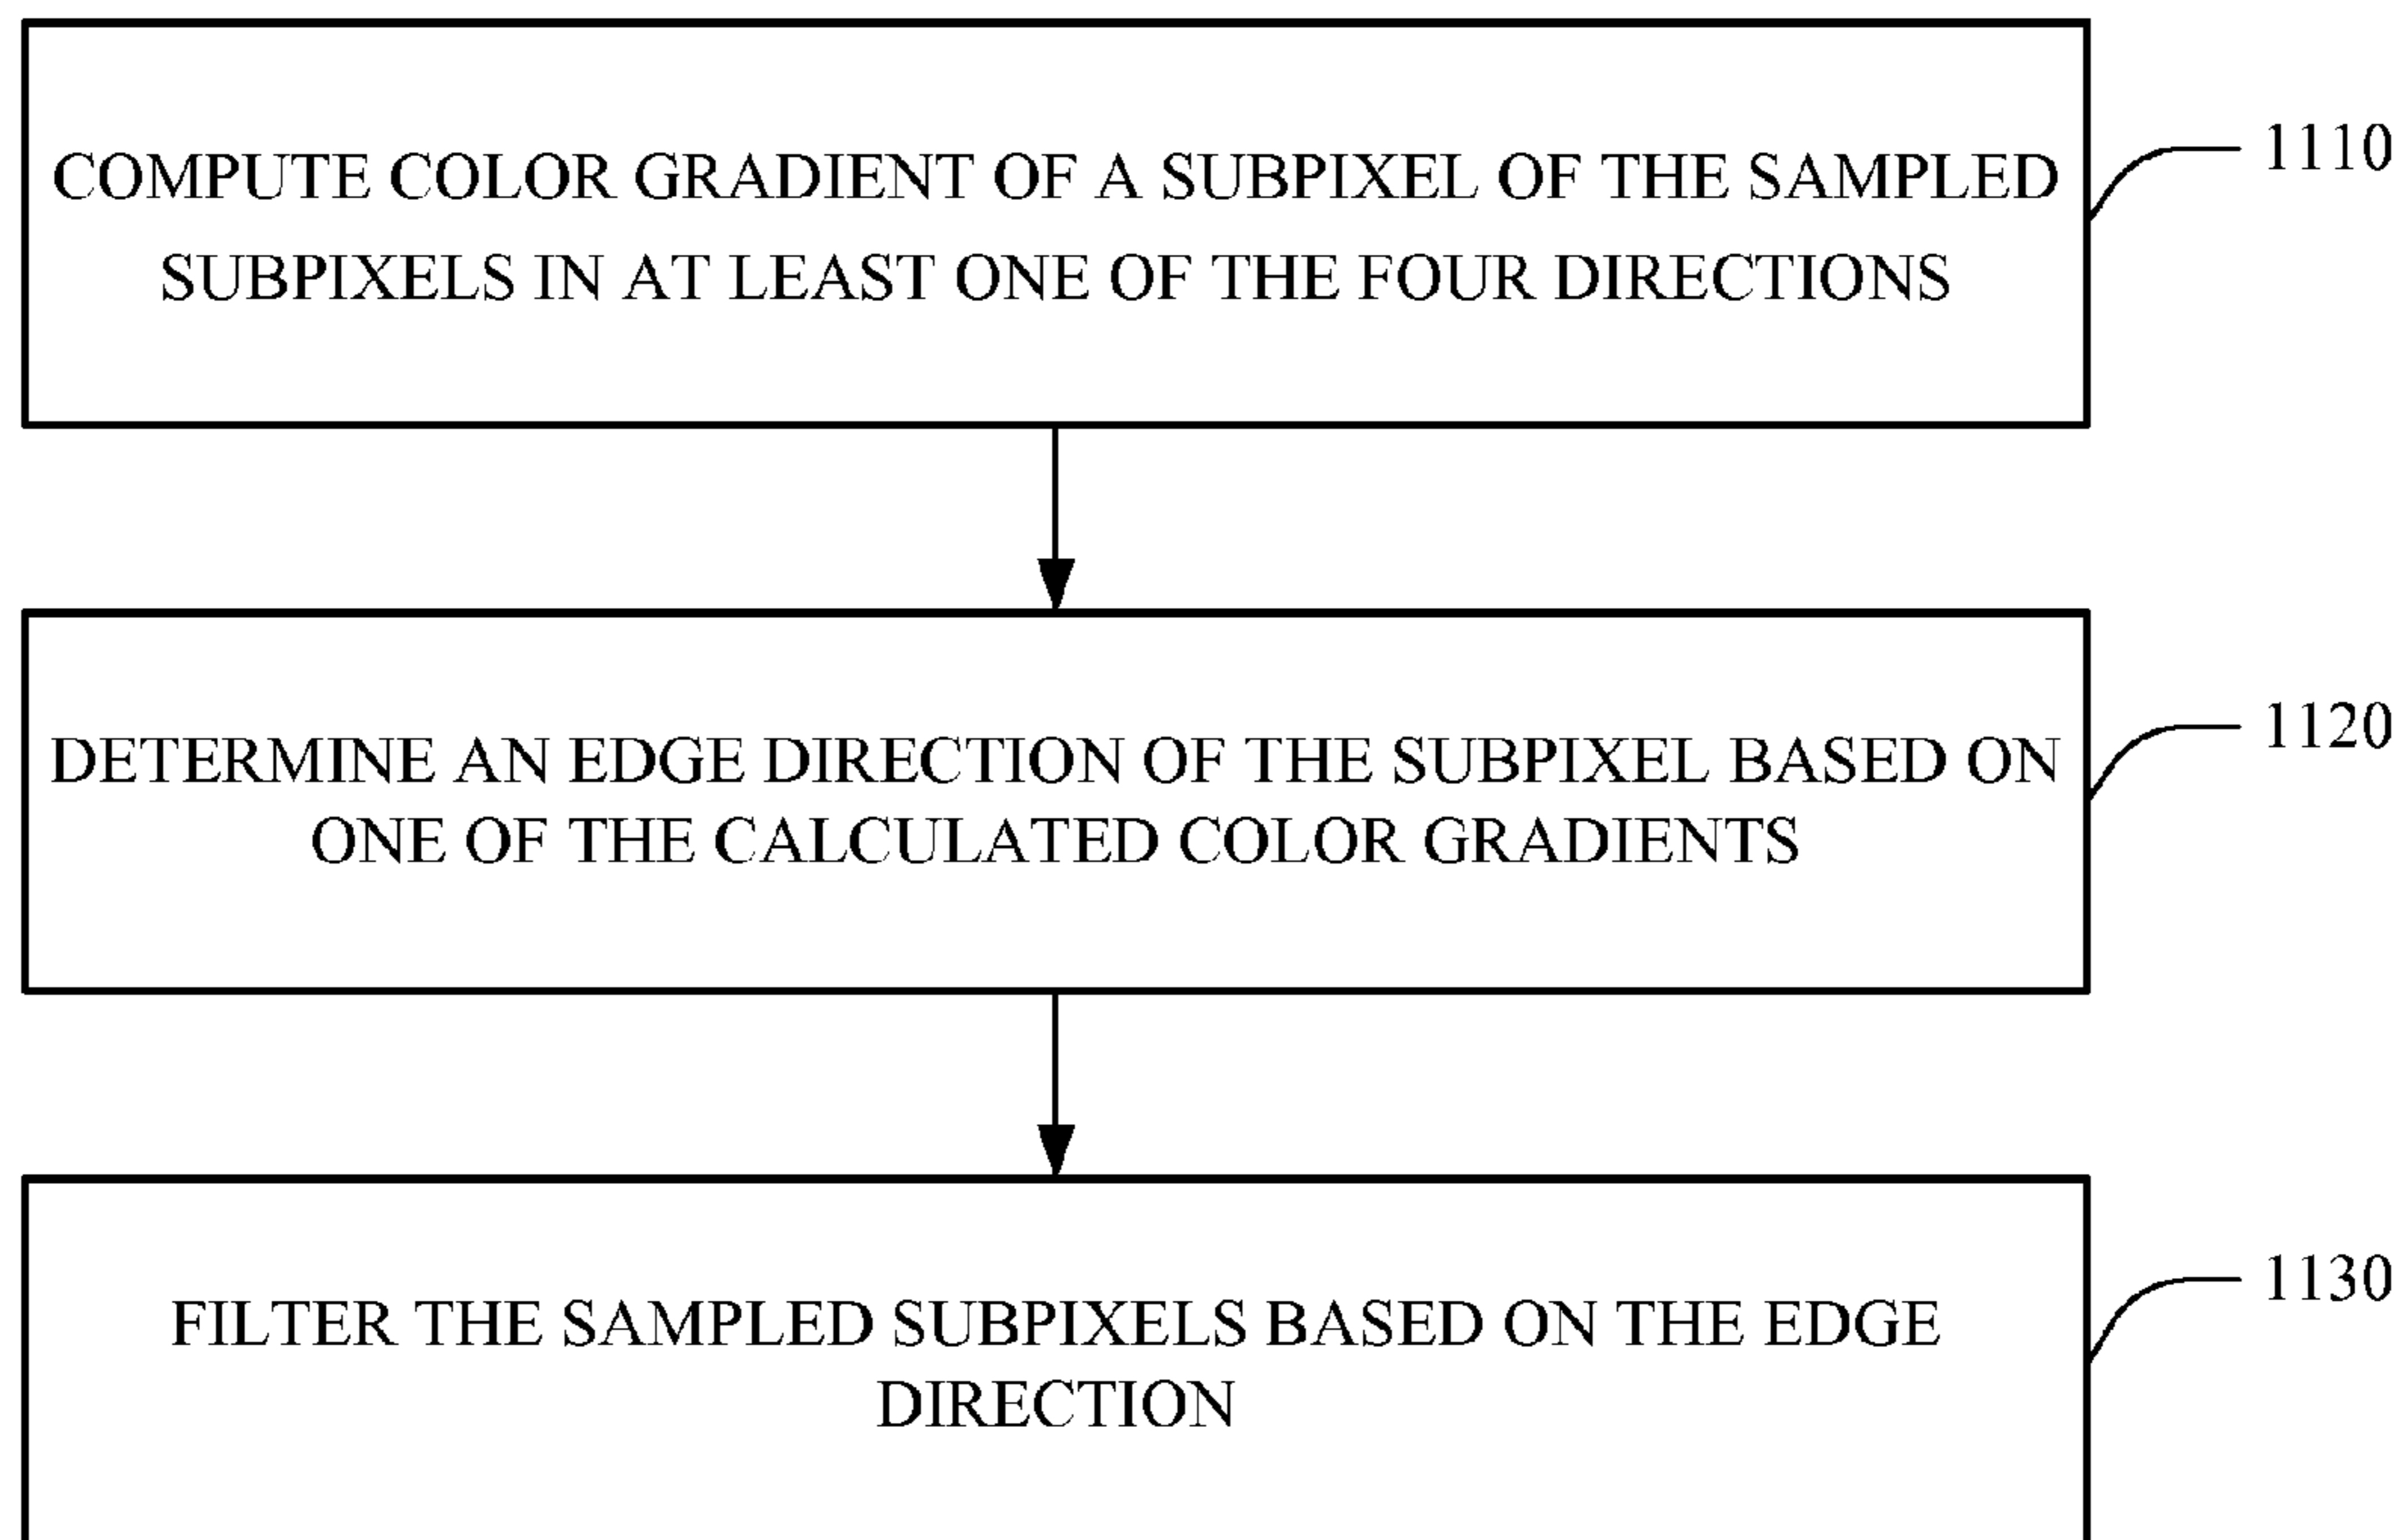 COMPUTE COLOR GRADIENT OF A SUBPIXEL OF THE SAMPLED
SUBPIXELS IN AT LEAST ONE OF THE FOUR DIRECTIONS
1110
DETERMINE AN EDGE DIRECTION OF THE SUBPIXEL BASED ON
ONE OF THE CALCULATED COLOR GRADIENTS
1120
FILTER THE SAMPLED SUBPIXELS BASED ON THE EDGE
DIRECTION
1130